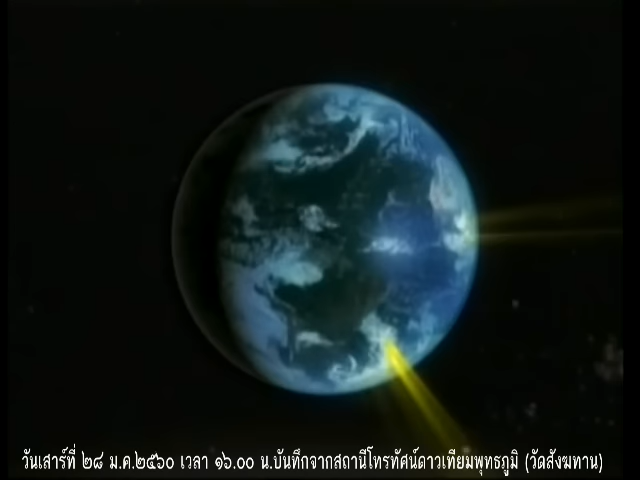 วันเสาร์ที่ ๒๘ ม.ค.๒๕๖๐ เวลา ๑๖.๐๐ น.บันทึกจากสถานีโทรทัศน์ดาวเทียมพุทธภูมิ (วัดสังฆทาน)